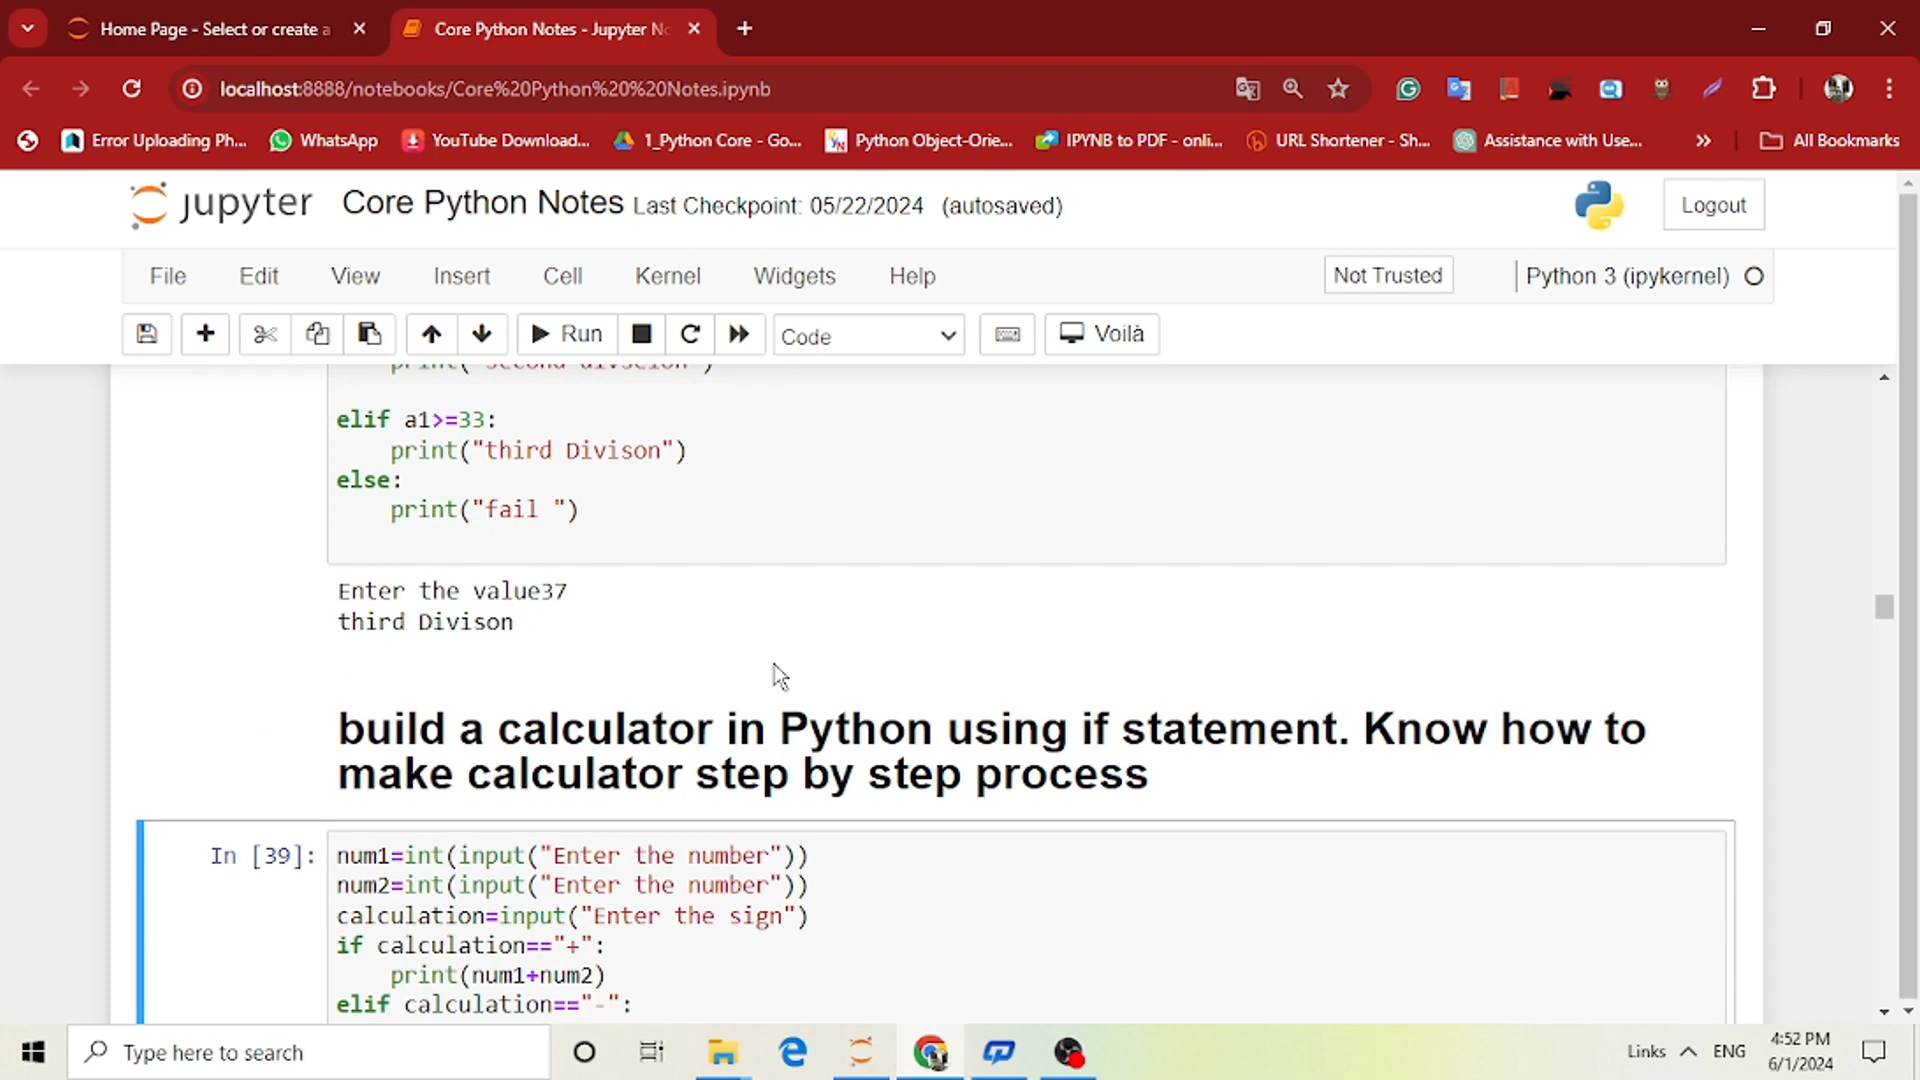 Home Page - Select or create a
Core Python Notes - Jupyter No
localhost:8888/notebooks/Core%20Python%20%20Notes.ipynb
Error Uploading Ph...
WhatsApp
YouTube Download...
1_Python Core - Go...
Python Object-Orie...
IPYNB to PDF - onli...
URL Shortener - Sh...
Assistance with Use...
All Bookmarks
jupyter
Core Python Notes Last Checkpoint: 05/22/2024 (autosaved)
Logout
File Edit View Insert Cell Kernel Widgets Help
Not Trusted
Python 3 (ipykernel)
Run
Code
Voilà
print("second divscion")
elif a1>=33:
    print("third Divison")
else:
    print("fail ")
Enter the value37
third Divison
build a calculator in Python using if statement. Know how to
make calculator step by step process
In [39]:
num1=int(input("Enter the number"))
num2=int(input("Enter the number"))
calculation=input("Enter the sign")
if calculation=="+":
    print(num1+num2)
elif calculation=="-":
Type here to search
Links
ENG
4:52 PM
6/1/2024